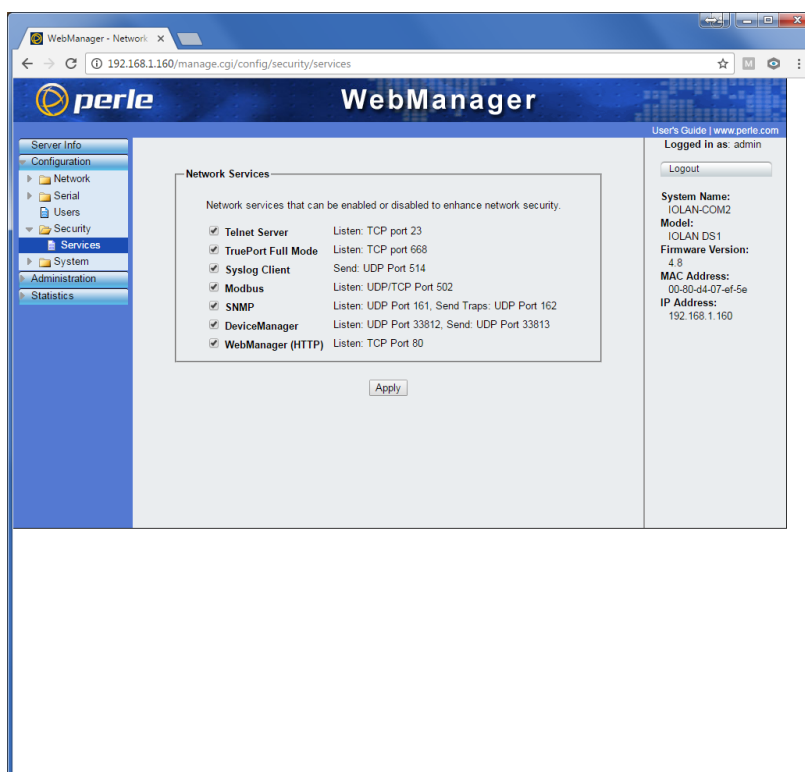 WebManager - Network
192.168.1.160/manage.cgi/config/security/services
perle
WebManager
User's Guide | www.perle.com
Server Info
Configuration
Network
Serial
Users
Security
Services
System
Administration
Statistics
Network Services
Network services that can be enabled or disabled to enhance network security.
Telnet Server Listen: TCP port 23
TruePort Full Mode Listen: TCP port 668
Syslog Client Send: UDP Port 514
Modbus Listen: UDP/TCP Port 502
SNMP Listen: UDP Port 161, Send Traps: UDP Port 162
DeviceManager Listen: UDP Port 33812, Send: UDP Port 33813
WebManager (HTTP) Listen: TCP Port 80
Apply
Logged in as: admin
Logout
System Name:
IOLAN-COM2
Model:
IOLAN DS1
Firmware Version:
4.8
MAC Address:
00-80-d4-07-ef-5e
IP Address:
192.168.1.160